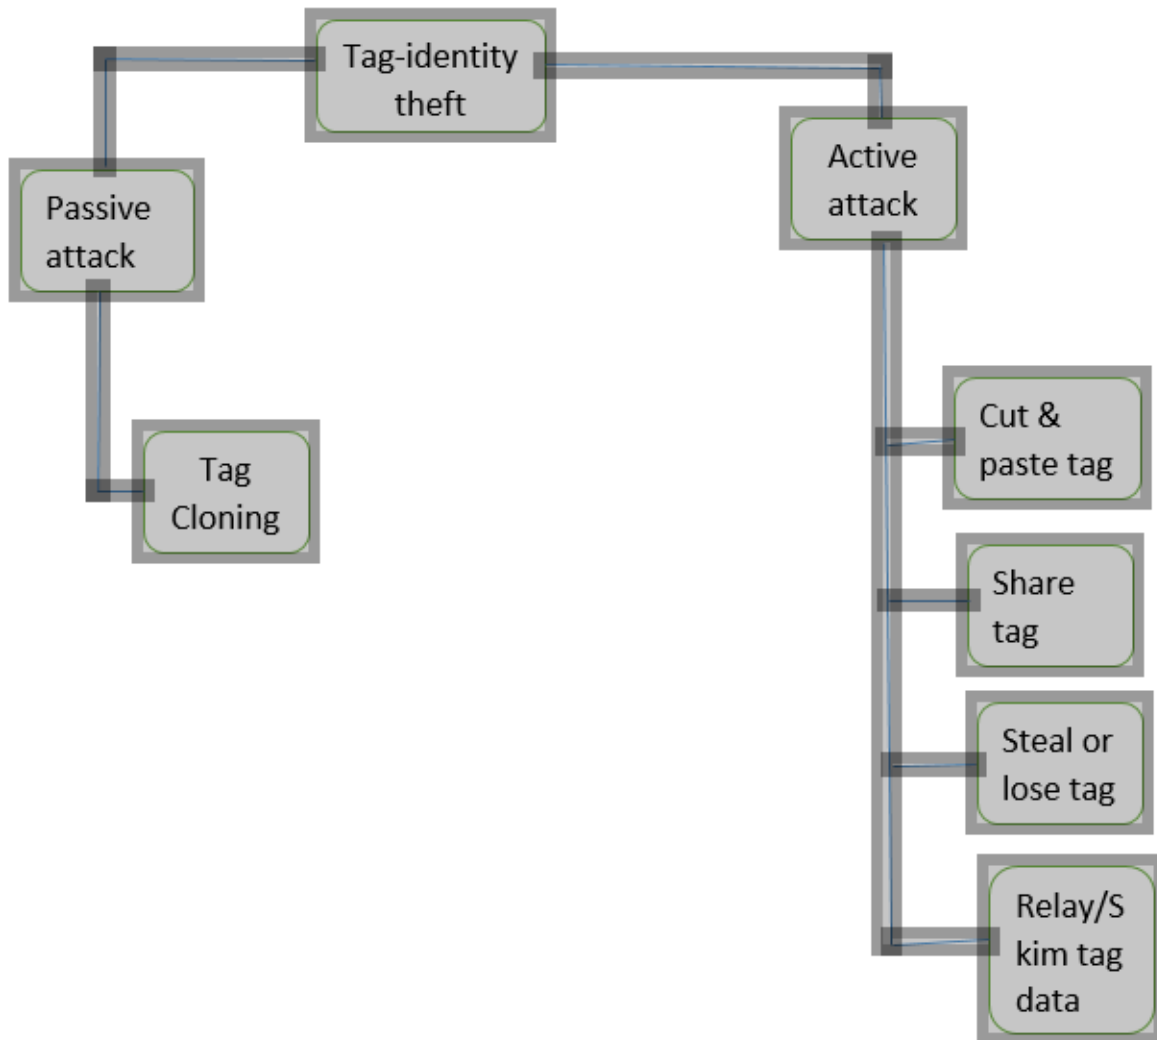 Tag-identity
theft
Passive
attack
Active
attack
Tag
Cloning
Cut &
paste tag
Share
tag
Steal or
lose tag
Relay/S
kim tag
data